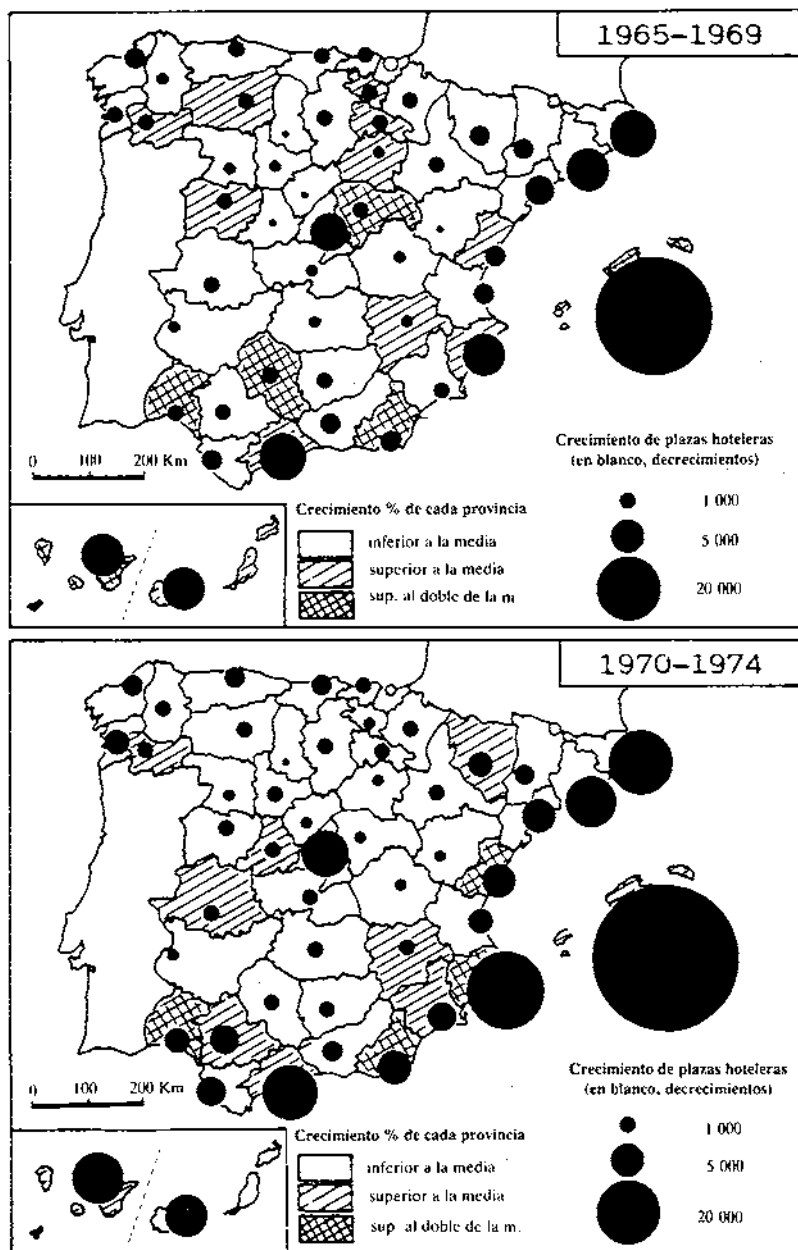 1965-1969
0 100 200 Km
Crecimiento de plazas hoteleras
(en blanco, decrecimientos)
1 000
5 000
20 000
Crecimiento % de cada provincia
inferior a la media
superior a la media
sup. al doble de la m
1970-1974
0 100 200 Km
Crecimiento de plazas hoteleras
(en blanco, decrecimientos)
1 000
5 000
20 000
Crecimiento % de cada provincia
inferior a la media
superior a la media
sup. al doble de la m.